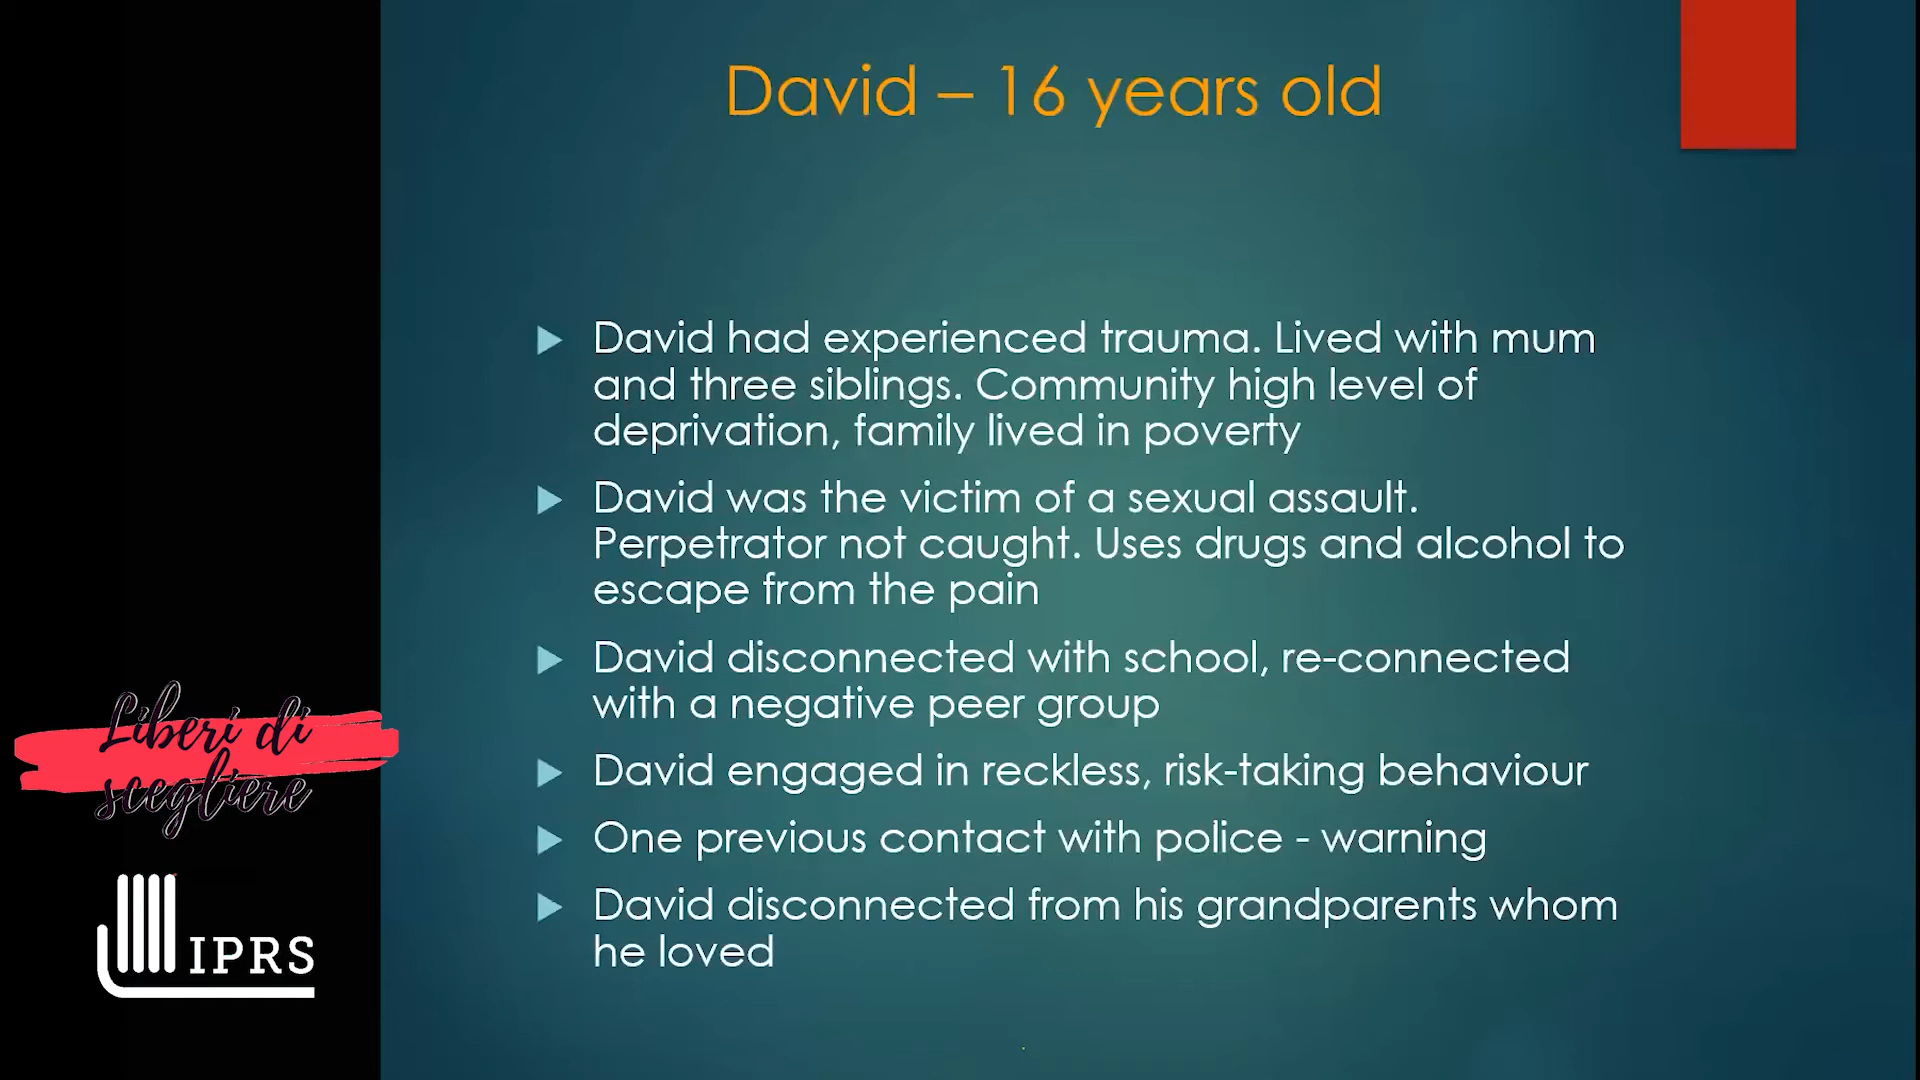 David – 16 years old
David had experienced trauma. Lived with mum
and three siblings. Community high level of
deprivation, family lived in poverty
David was the victim of a sexual assault.
Perpetrator not caught. Uses drugs and alcohol to
escape from the pain
David disconnected with school, re-connected
with a negative peer group
David engaged in reckless, risk-taking behaviour
One previous contact with police - warning
David disconnected from his grandparents whom
he loved
Liberi di
scegliere
IPRS